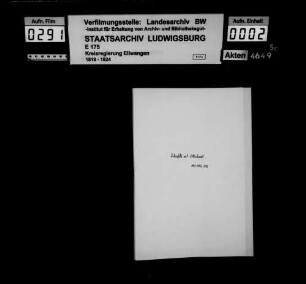 Aufn. Film
0291
Verfilmungsstelle: Landesarchiv BW
-Institut für Erhaltung von Archiv- und Bibliotheksgut-
STAATSARCHIV LUDWIGSBURG
E 175
Kreisregierung Ellwangen
1818 - 1924
Aufn. Einheit
0002
Akten 4649